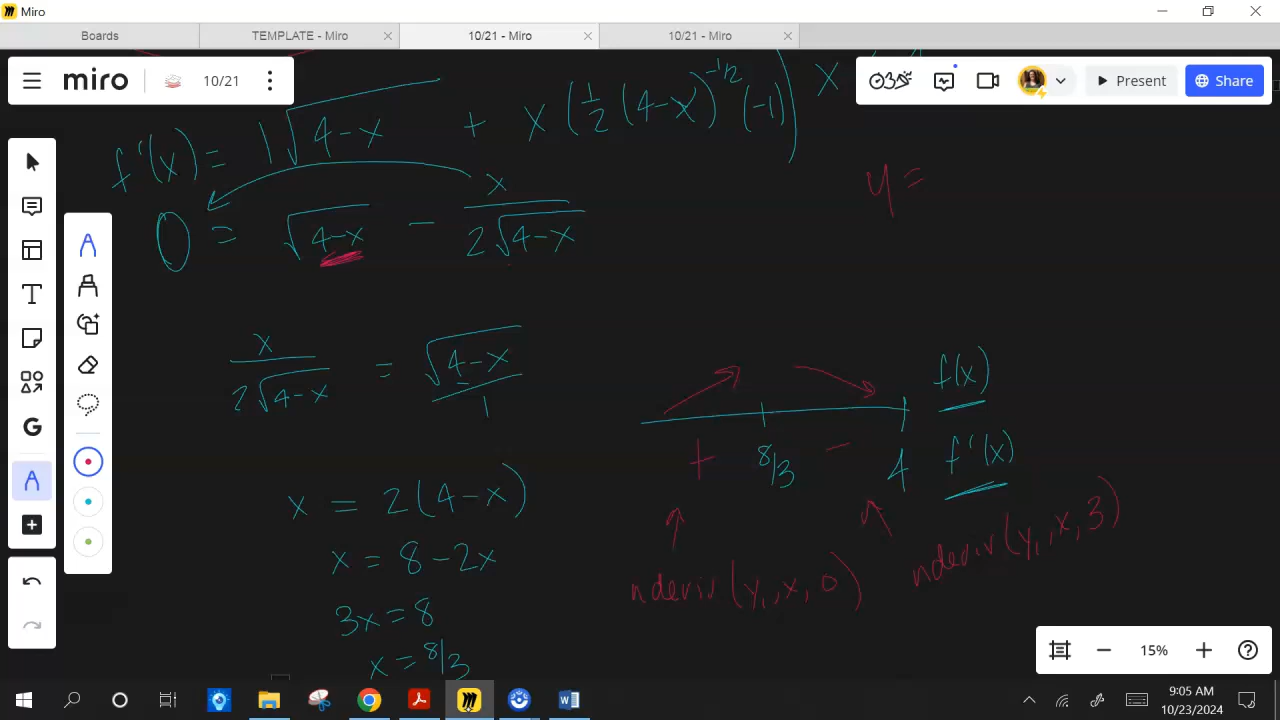 Miro
Boards
TEMPLATE - Miro
10/21 - Miro
10/21 - Miro
miro
10/21
Present
Share
f'(x) = 1√(4-x) + x(½(4-x)^(-1/2)(-1)) x
0 = √(4-x) - x/(2√(4-x))
y =
x/(2√(4-x)) = √(4-x)/1
f(x)
+ 8/3 - 4 f'(x)
x = 2(4-x)
nderiv(y₁,x,3)
x = 8-2x
nderiv(y₁,x,0)
3x=8
x = 8/3
15%
9:05 AM
10/23/2024